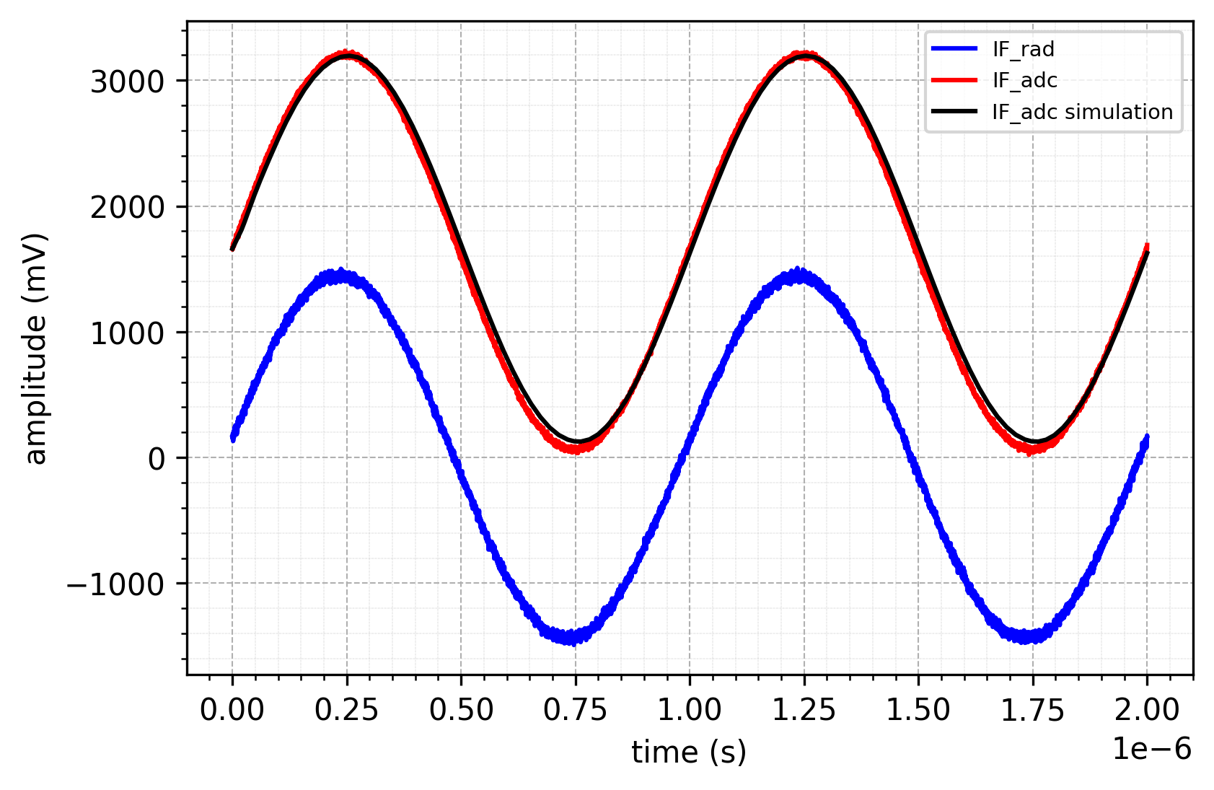 IF_rad
IF_adc
IF_adc simulation
amplitude (mV)
3000
2000
1000
0
−1000
0.00 0.25 0.50 0.75 1.00 1.25 1.50 1.75 2.00
1e−6
time (s)